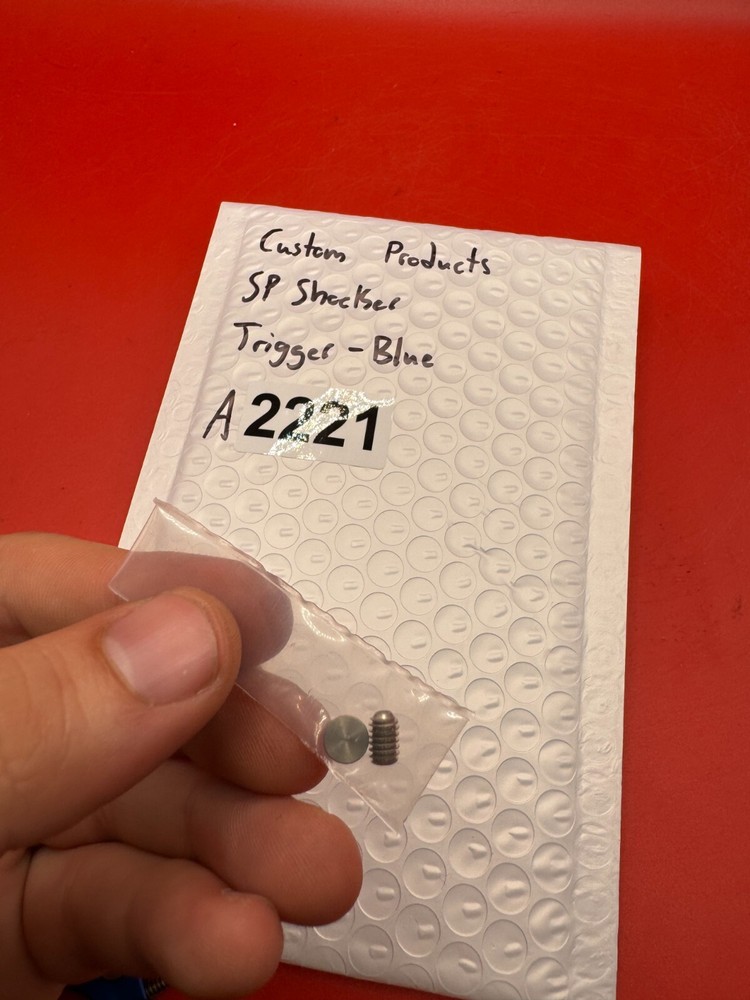 Custom Products
SP Shocker
Trigger - Blue
A 2221